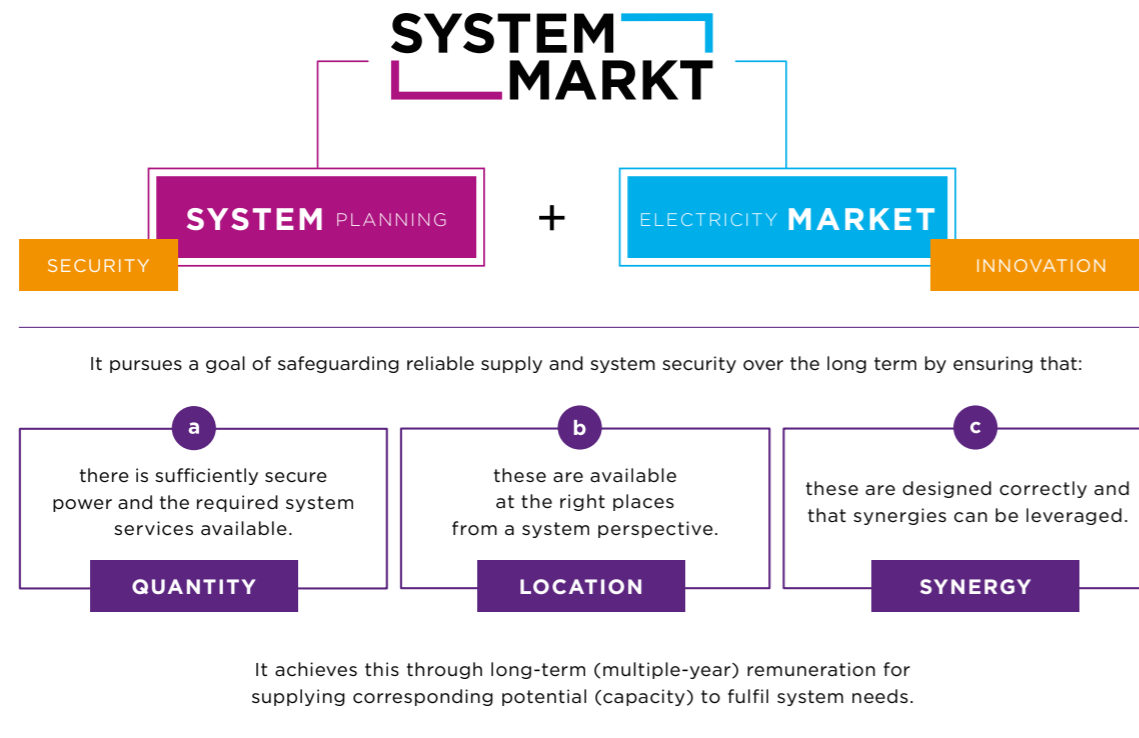 SYSTEM
MARKT
SYSTEM PLANNING
+
ELECTRICITY MARKET
SECURITY
INNOVATION
It pursues a goal of safeguarding reliable supply and system security over the long term by ensuring that:
a
there is sufficiently secure
power and the required system
services available.
QUANTITY
b
these are available
at the right places
from a system perspective.
LOCATION
c
these are designed correctly and
that synergies can be leveraged.
SYNERGY
It achieves this through long-term (multiple-year) remuneration for
supplying corresponding potential (capacity) to fulfil system needs.